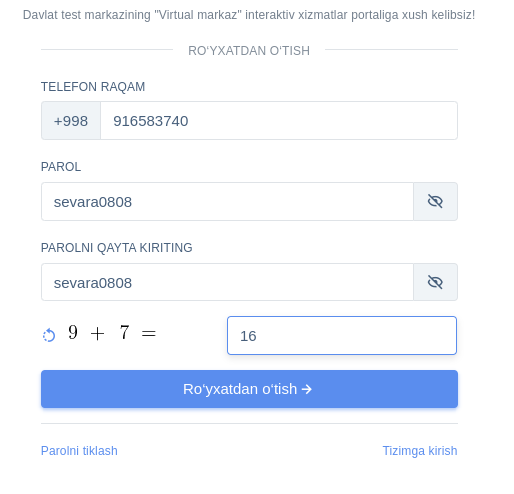 Davlat test markazining "Virtual markaz" interaktiv xizmatlar portaliga xush kelibsiz!
RO‘YXATDAN O‘TISH
TELEFON RAQAM
+998 916583740
PAROL
sevara0808
PAROLNI QAYTA KIRITING
sevara0808
9 + 7 = 16
Ro‘yxatdan o‘tish →
Parolni tiklash Tizimga kirish